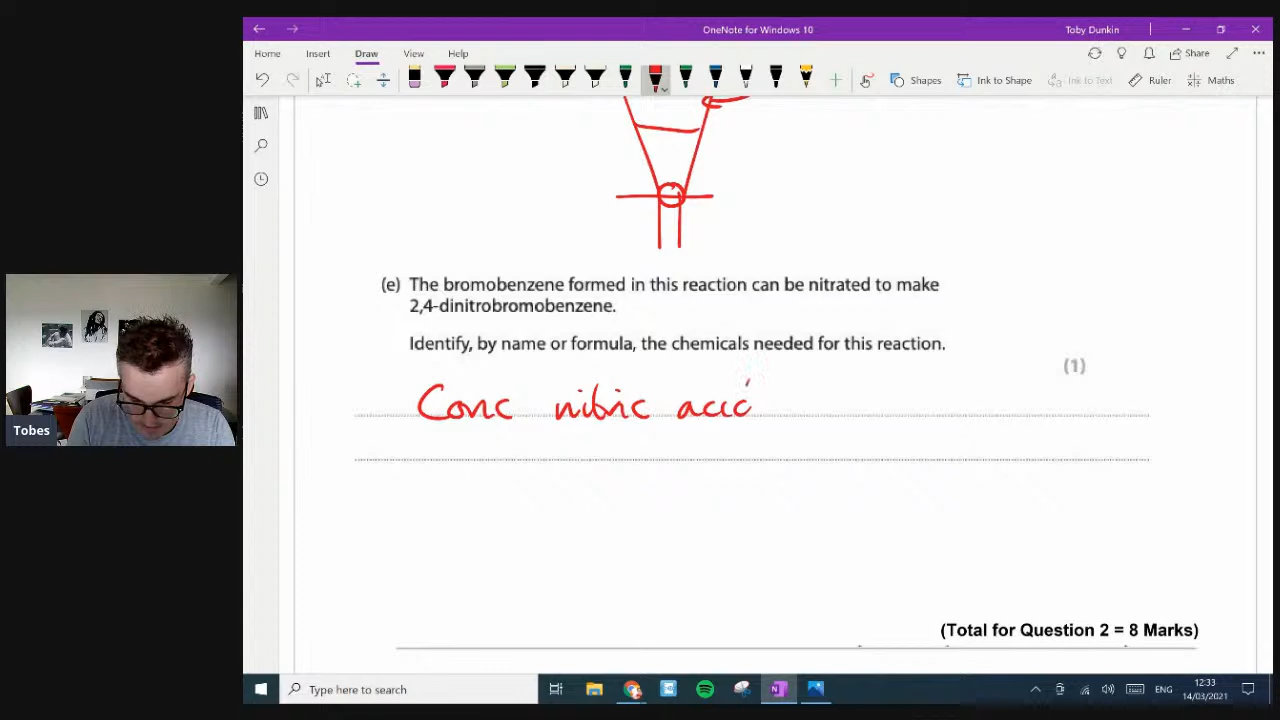 OneNote for Windows 10
Toby Dunkin
Home Insert Draw View Help
Share
Shapes Ink to Shape Ink to Text Ruler Maths
(e) The bromobenzene formed in this reaction can be nitrated to make
2,4-dinitrobromobenzene.
Identify, by name or formula, the chemicals needed for this reaction.
(1)
Conc nitric acid
Tobes
(Total for Question 2 = 8 Marks)
Type here to search
ENG
12:33
14/03/2021